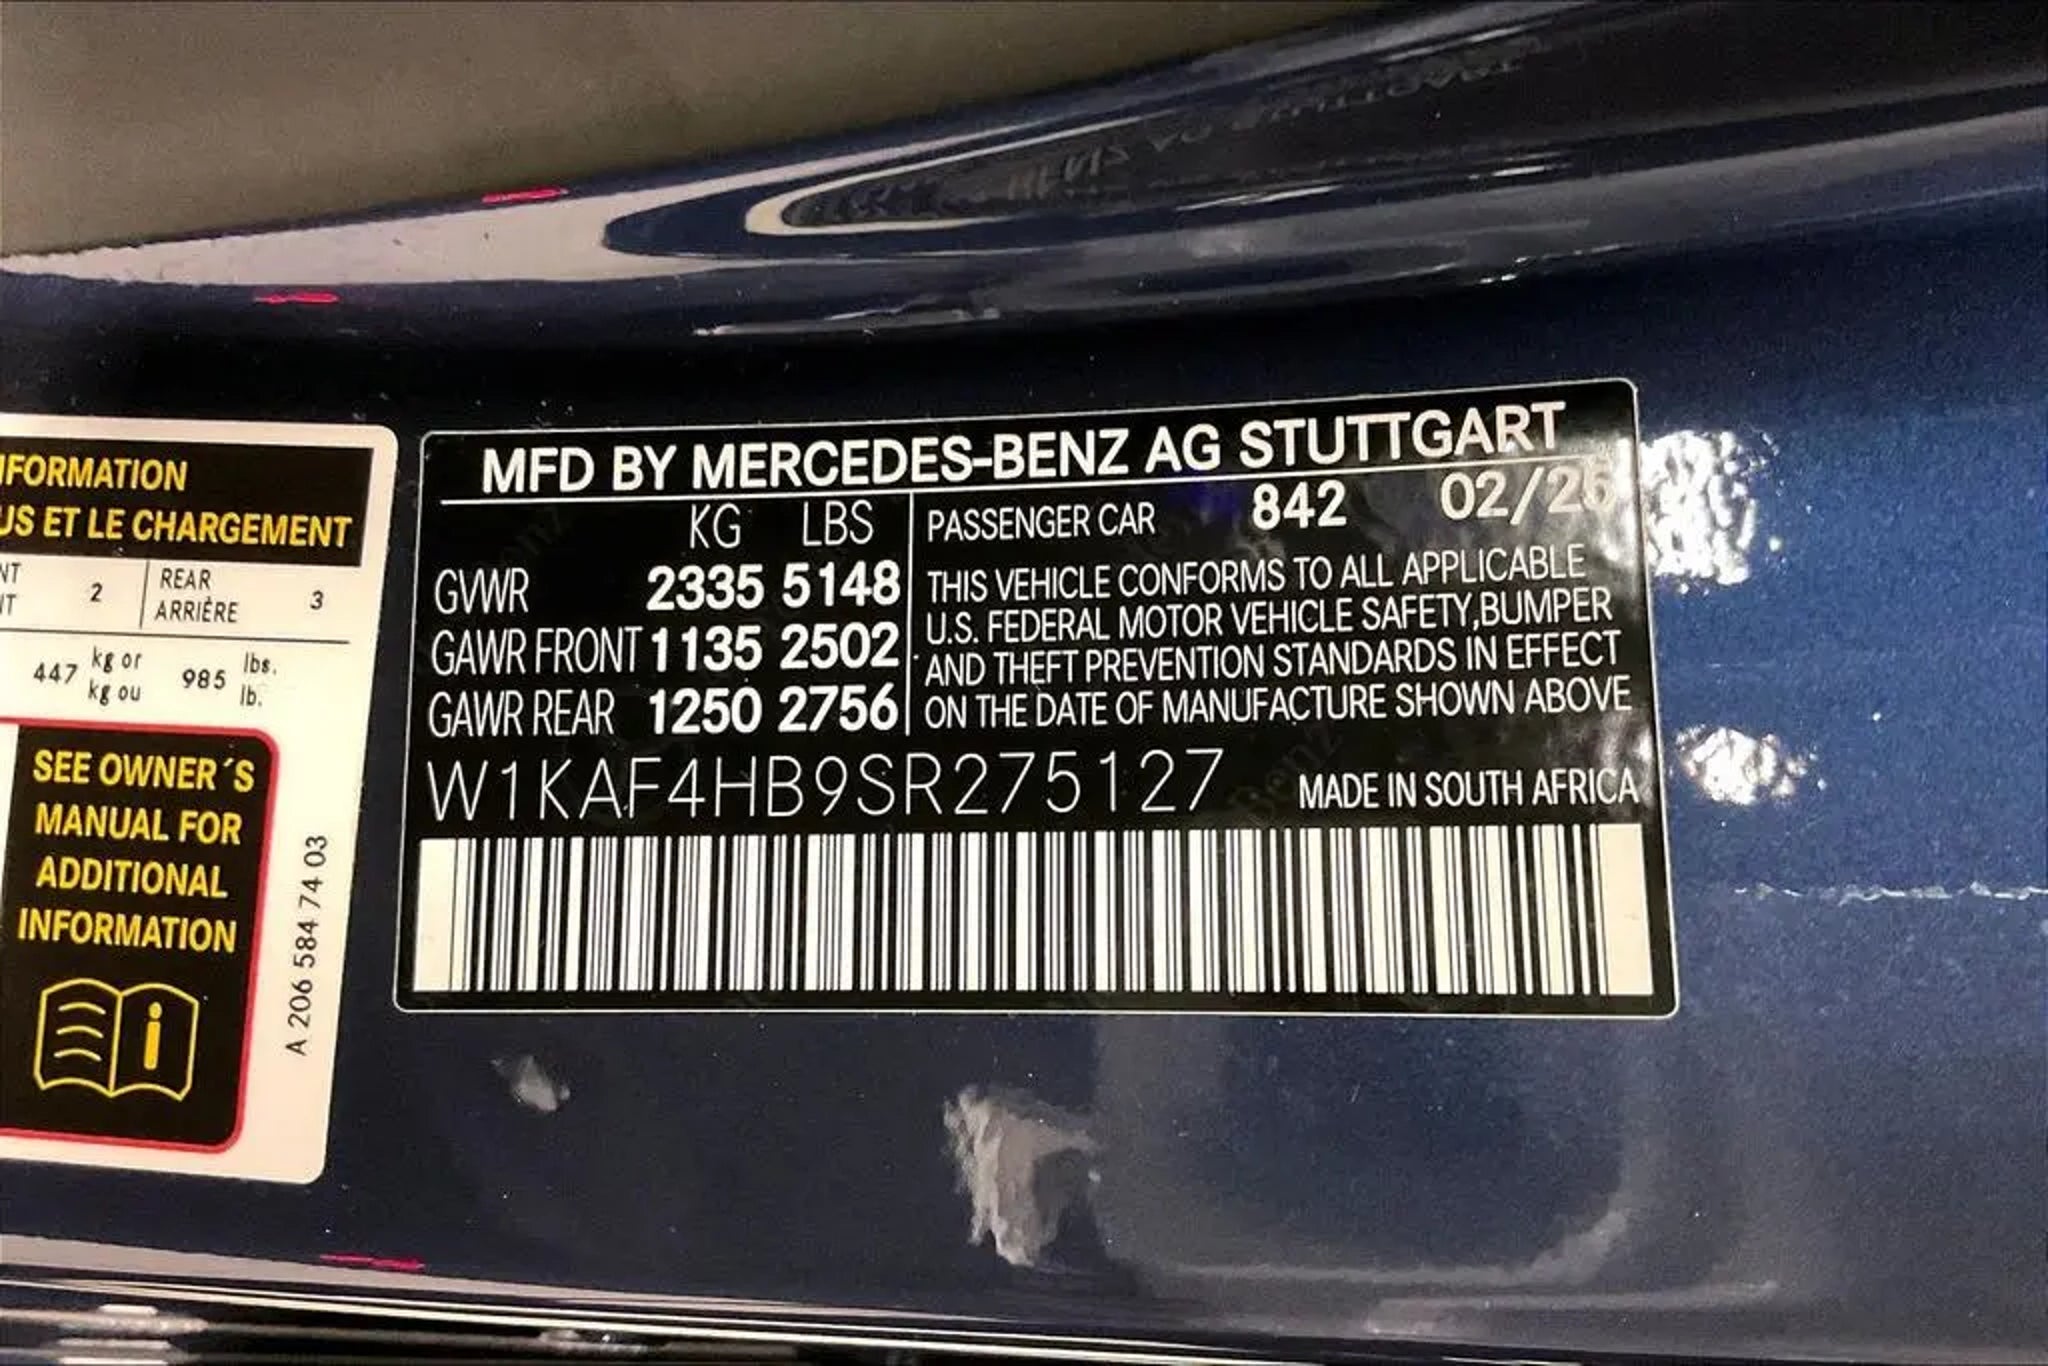 MFD BY MERCEDES-BENZ AG STUTTGART
KG LBS
GVWR 2335 5148
GAWR FRONT 1135 2502
GAWR REAR 1250 2756
PASSENGER CAR 842 02/26
THIS VEHICLE CONFORMS TO ALL APPLICABLE
U.S. FEDERAL MOTOR VEHICLE SAFETY,BUMPER
AND THEFT PREVENTION STANDARDS IN EFFECT
ON THE DATE OF MANUFACTURE SHOWN ABOVE
W1KAF4HB9SR275127 MADE IN SOUTH AFRICA
NFORMATION
US ET LE CHARGEMENT
NT 2 REAR 3
NT ARRIÈRE
447 kg or 985 lbs.
kg ou lb.
SEE OWNER´S
MANUAL FOR
ADDITIONAL
INFORMATION
i
A 206 584 74 03